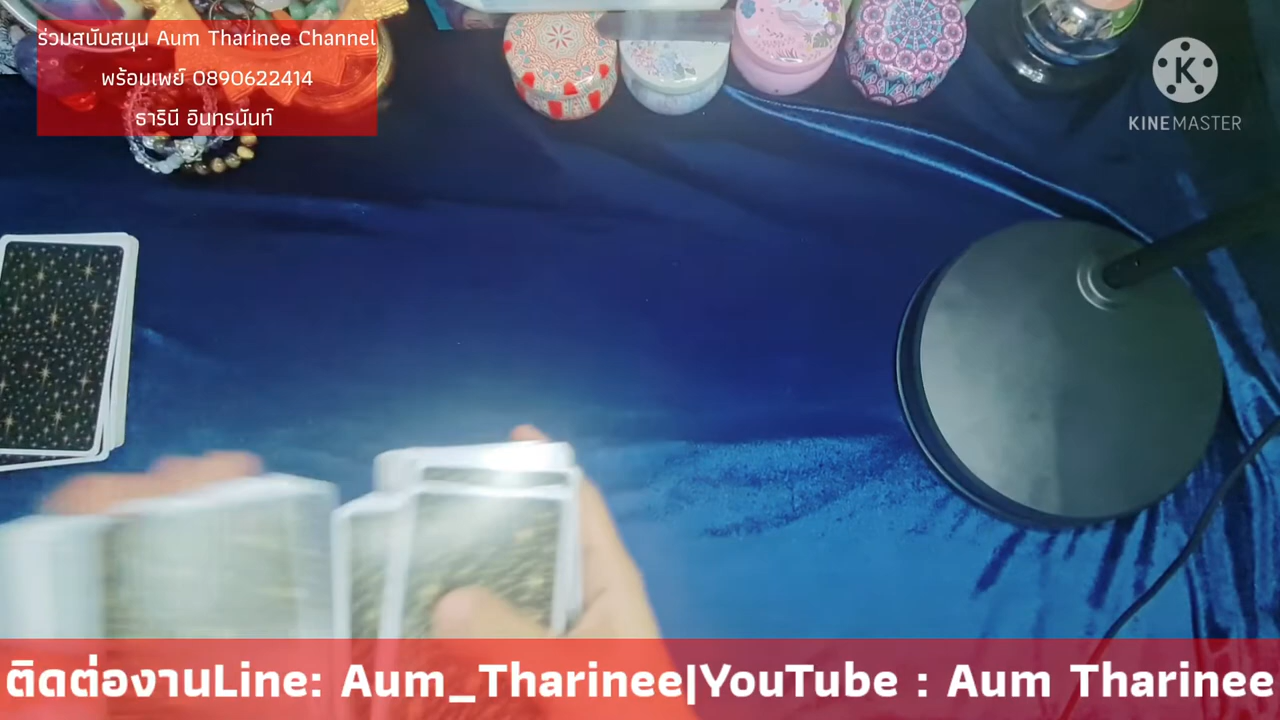 ร่วมสนับสนุน Aum Tharinee Channel
พร้อมเพย์ 0890622414
ธารินี อินทรนันท์
KINEMASTER
ติดต่องานLine: Aum_Tharinee|YouTube : Aum Tharinee